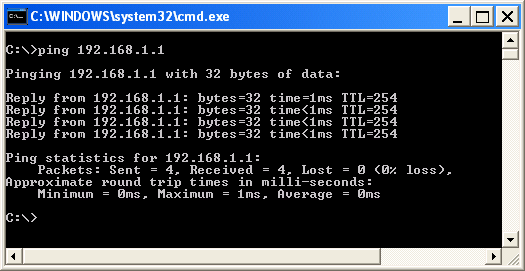 C:\WINDOWS\system32\cmd.exe
C:\>ping 192.168.1.1
Pinging 192.168.1.1 with 32 bytes of data:
Reply from 192.168.1.1: bytes=32 time=1ms TTL=254
Reply from 192.168.1.1: bytes=32 time<1ms TTL=254
Reply from 192.168.1.1: bytes=32 time<1ms TTL=254
Reply from 192.168.1.1: bytes=32 time<1ms TTL=254
Ping statistics for 192.168.1.1:
    Packets: Sent = 4, Received = 4, Lost = 0 (0% loss),
Approximate round trip times in milli-seconds:
    Minimum = 0ms, Maximum = 1ms, Average = 0ms
C:\>